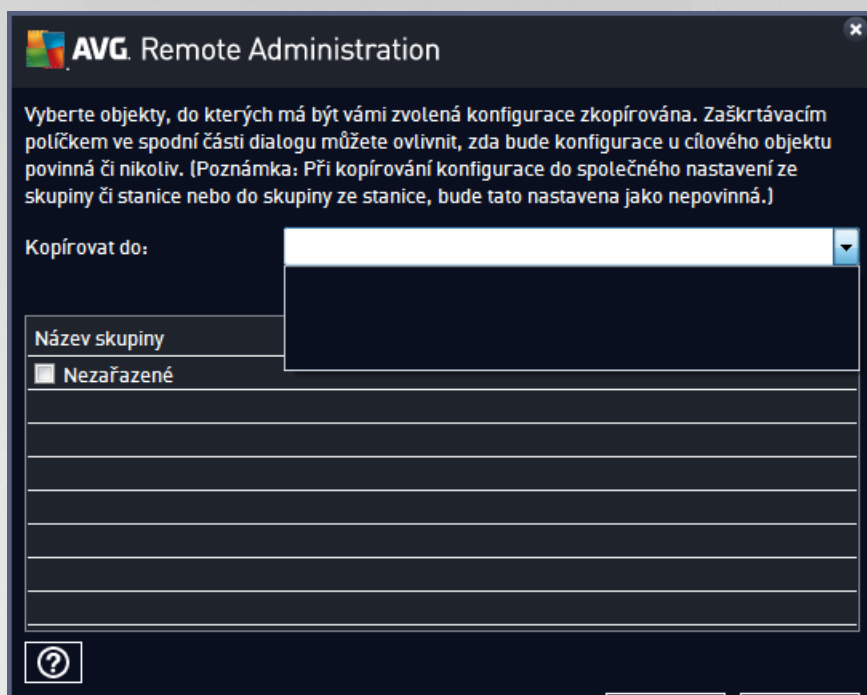 AVG. Remote Administration
Vyberte objekty, do kterých má být vámi zvolená konfigurace zkopírována. Zaškrtávacím
políčkem ve spodní části dialogu můžete ovlivnit, zda bude konfigurace u cílového objektu
povinná či nikoliv. (Poznámka: Při kopírování konfigurace do společného nastavení ze
skupiny či stanice nebo do skupiny ze stanice, bude tato nastavena jako nepovinná.)
Kopírovat do:
Název skupiny
Nezařazené